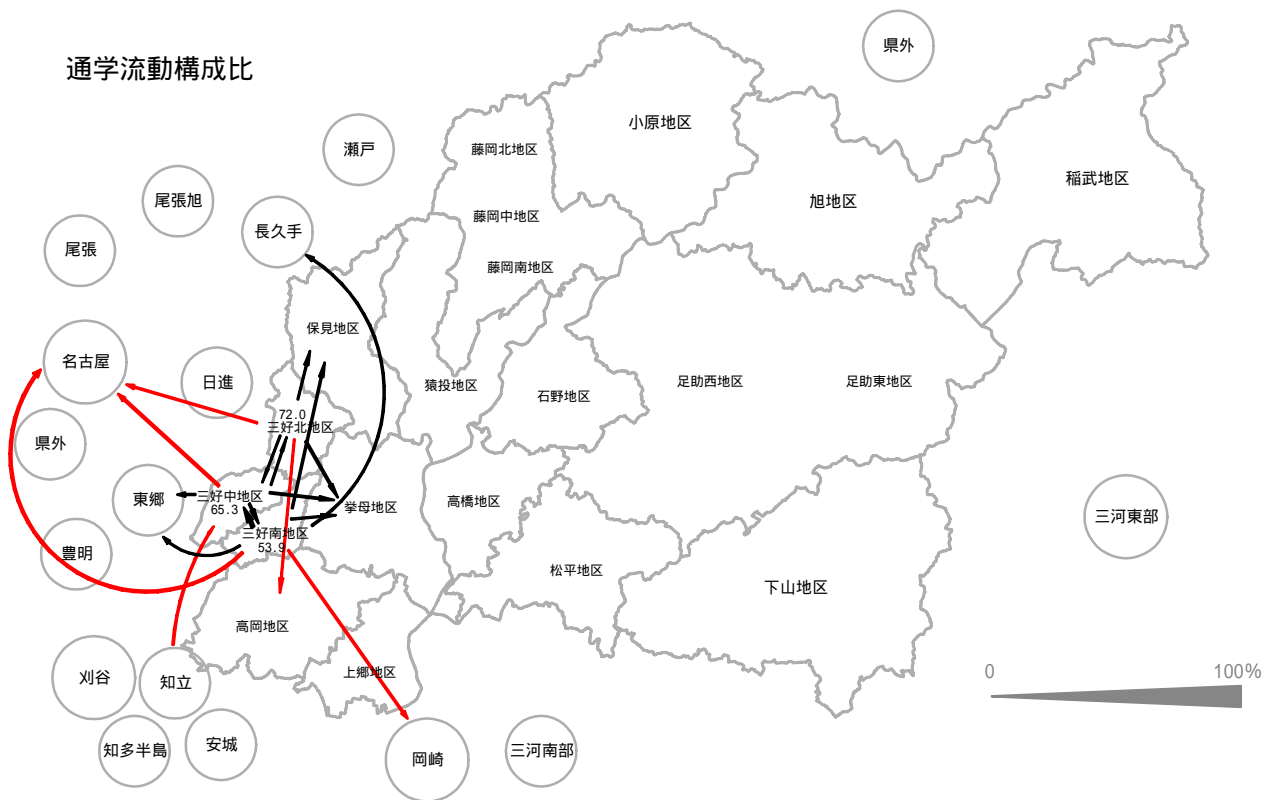 通学流動構成比
県外
小原地区
瀬戸
藤岡北地区
稲武地区
尾張旭
旭地区
藤岡中地区
長久手
尾張
藤岡南地区
保見地区
名古屋
日進
猿投地区
石野地区
足助西地区
足助東地区
72.0
三好北地区
県外
東郷
三好中地区
65.3
挙母地区
高橋地区
三河東部
三好南地区
53.9
豊明
松平地区
下山地区
高岡地区
上郷地区
刈谷
知立
0
100%
知多半島
安城
岡崎
三河南部